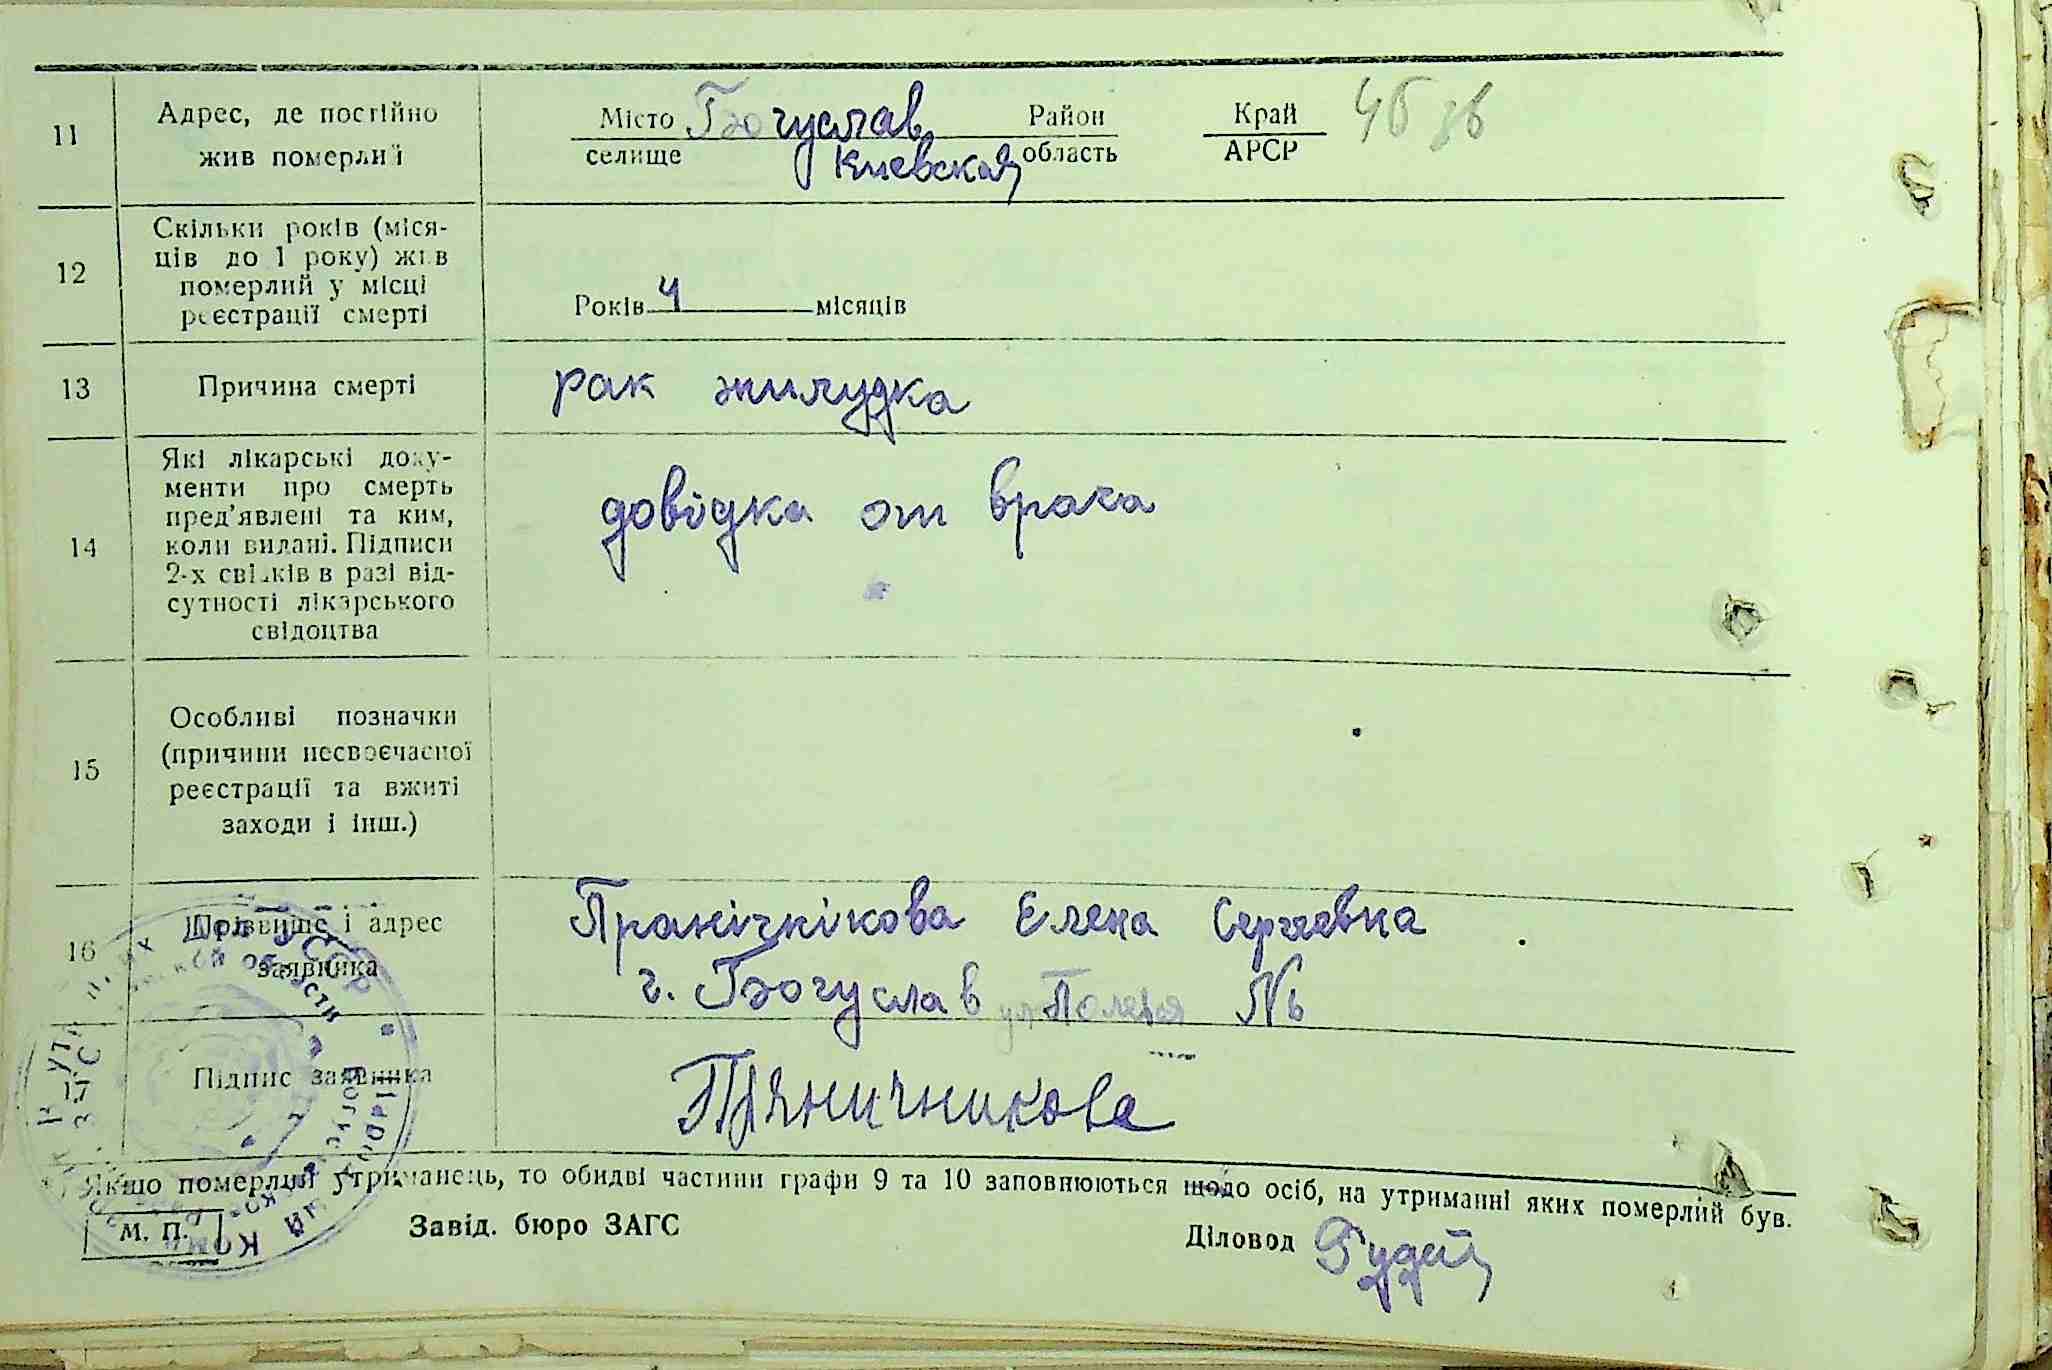 11
Адрес, де постійно
жив померлий
Місто Богуслав Район Край
селище Киевская область АРСР
12
Скільки років (міся-
ців до 1 року) жив
померлий у місці
реєстрації смерті
Років 4 місяців
13
Причина смерті
рак жилудка
14
Які лікарські доку-
менти про смерть
пред'явлені та ким,
коли видані. Підписи
2-х свідків в разі від-
сутності лікарського
свідоцтва
довідка от врача
15
Особливі позначки
(причини несвоєчасної
реєстрації та вжиті
заходи і інш.)
16
Прізвище і адрес
заявника
Пранічнікова Елена Сергеевна
г. Богуслав ул №
Підпис заявника
Пряничникова
Якщо померлий утриманець, то обидві частини графи 9 та 10 заповнюються щодо осіб, на утриманні яких померлий був.
М. П.
Завід. бюро ЗАГС
Діловод